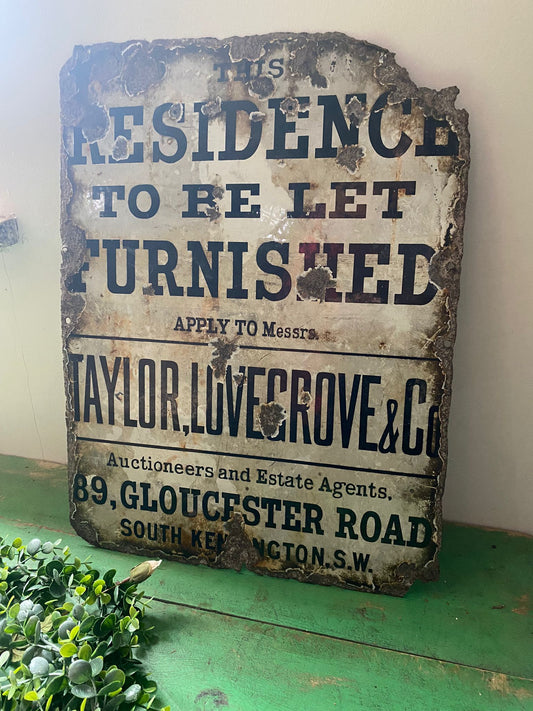 THIS
RESIDENCE
TO BE LET
FURNISHED
APPLY TO Messrs.
TAYLOR, LOVEGROVE & Co
Auctioneers and Estate Agents,
89, GLOUCESTER ROAD
SOUTH KENSINGTON. S.W.